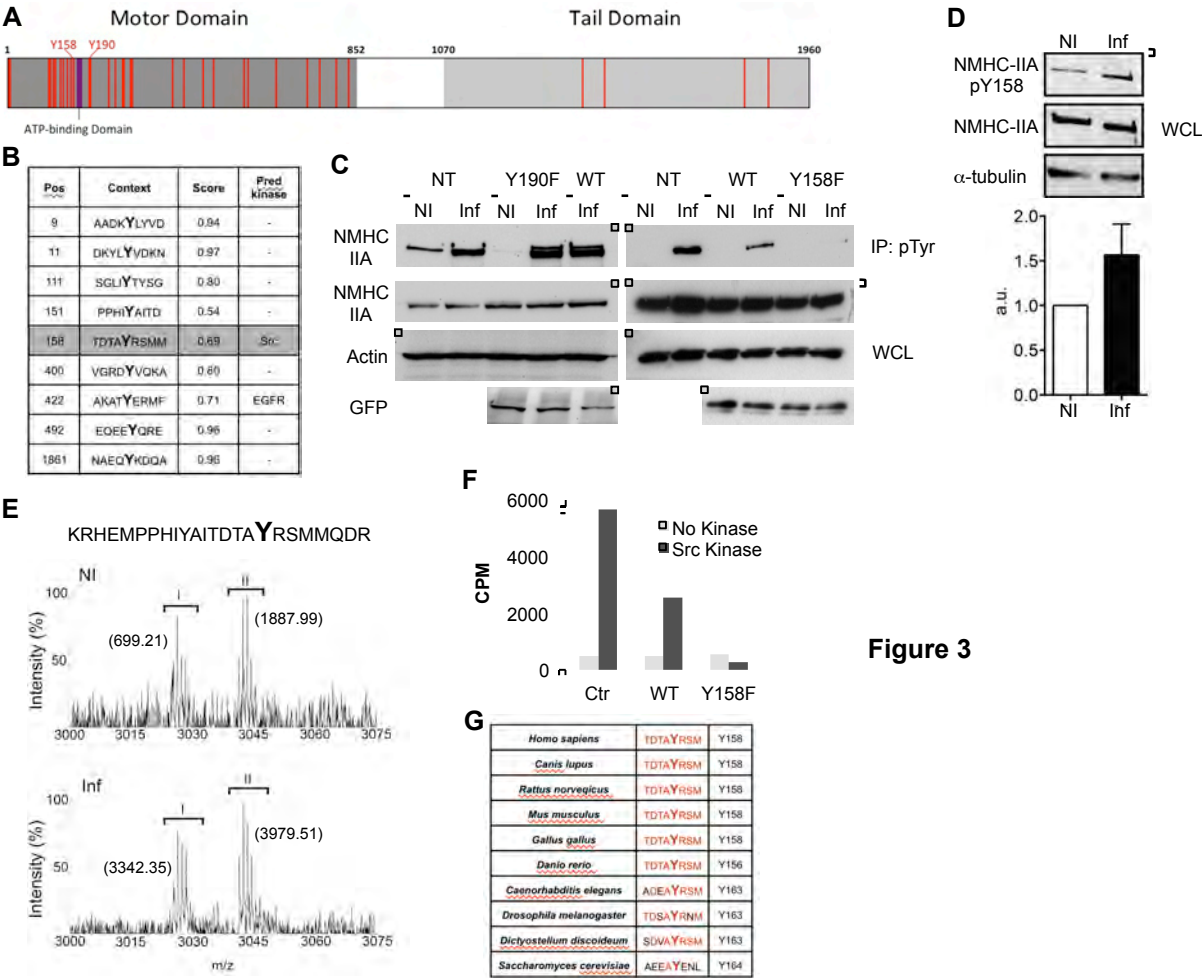 A
Motor Domain
Tail Domain
Y158
Y190
1
852
1070
1960
ATP-binding Domain
B
Pos Context Score Pred kinase
9 AADKYLYVD 0.94 -
11 DKYLYVDKN 0.97 -
111 SGLIYTYSG 0.80 -
151 PPHIYAITD 0.54 -
158 TDTAYRSMM 0.69 Src
400 VGRDYVQKA 0.60 -
422 AKATYERMF 0.71 EGFR
492 EQEEYQRE 0.96 -
1861 NAEQYKDQA 0.96 -
C
NT Y190F WT NT WT Y158F
NI Inf NI Inf Inf NI Inf NI Inf NI Inf
NMHC
IIA
IP: pTyr
NMHC
IIA
Actin
WCL
GFP
D
NI Inf
NMHC-IIA
pY158
NMHC-IIA
WCL
α-tubulin
2.0
1.5
1.0
0.5
0.0
a.u.
NI Inf
E
KRHEMPPHIYAITDTAYRSMMQDR
NI
I
II
100
50
(699.21)
(1887.99)
Intensity (%)
3000 3015 3030 3045 3060 3075
Inf
I
II
100
50
(3342.35)
(3979.51)
Intensity (%)
3000 3015 3030 3045 3060 3075
m/z
F
6000
4000
2000
0
CPM
No Kinase
Src Kinase
Ctr WT Y158F
Figure 3
G
Homo sapiens TDTAYRSM Y158
Canis lupus TDTAYRSM Y158
Rattus norvegicus TDTAYRSM Y158
Mus musculus TDTAYRSM Y158
Gallus gallus TDTAYRSM Y158
Danio rerio TDTAYRSM Y156
Caenorhabditis elegans ADEAYRSM Y163
Drosophila melanogaster TDSAYRNM Y163
Dictyostelium discoideum SDVAYRSM Y163
Saccharomyces cerevisiae AEEAYENL Y164